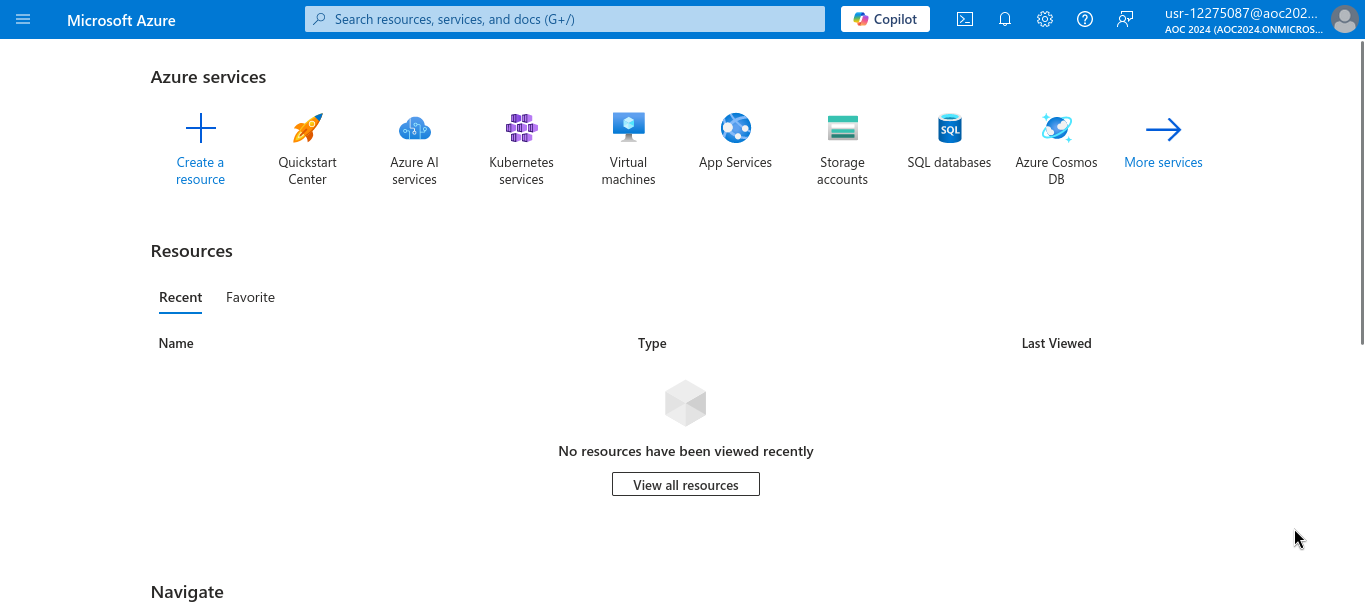 Microsoft Azure
Search resources, services, and docs (G+/)
Copilot
usr-12275087@aoc202...
AOC 2024 (AOC2024.ONMICROS...
Azure services
Create a
resource
Quickstart
Center
Azure AI
services
Kubernetes
services
Virtual
machines
App Services
Storage
accounts
SQL
SQL databases
Azure Cosmos
DB
More services
Resources
Recent
Favorite
Name
Type
Last Viewed
No resources have been viewed recently
View all resources
Navigate